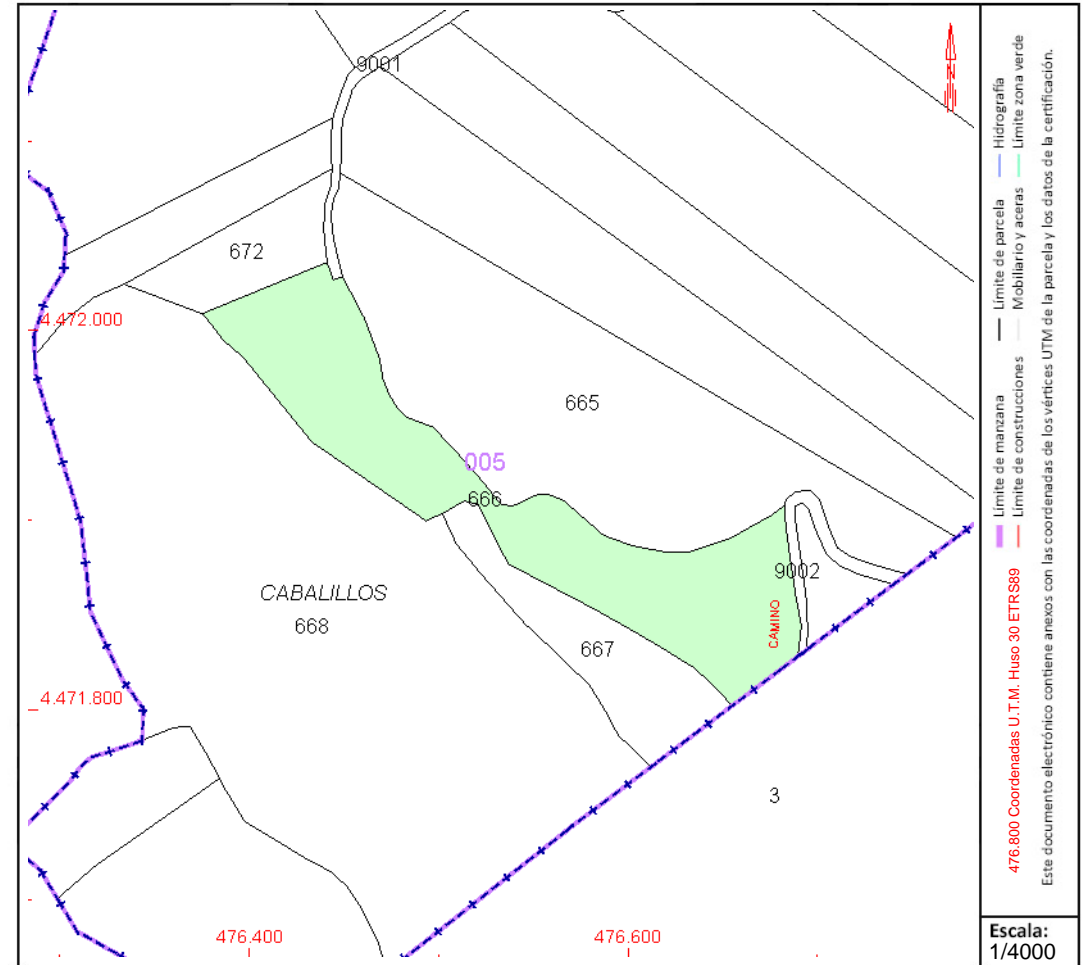 9001
N
672
4.472.000
665
005
666
9002
CABALILLOS
668
CAMINO
667
4.471.800
3
476.400
476.600
Límite de manzana
Límite de parcela
Hidrografía
Límite de construcciones
Mobiliario y aceras
Límite zona verde
476.800 Coordenadas U.T.M. Huso 30 ETRS89
Este documento electrónico contiene anexos con las coordenadas de los vértices UTM de la parcela y los datos de la certificación.
Escala:
1/4000